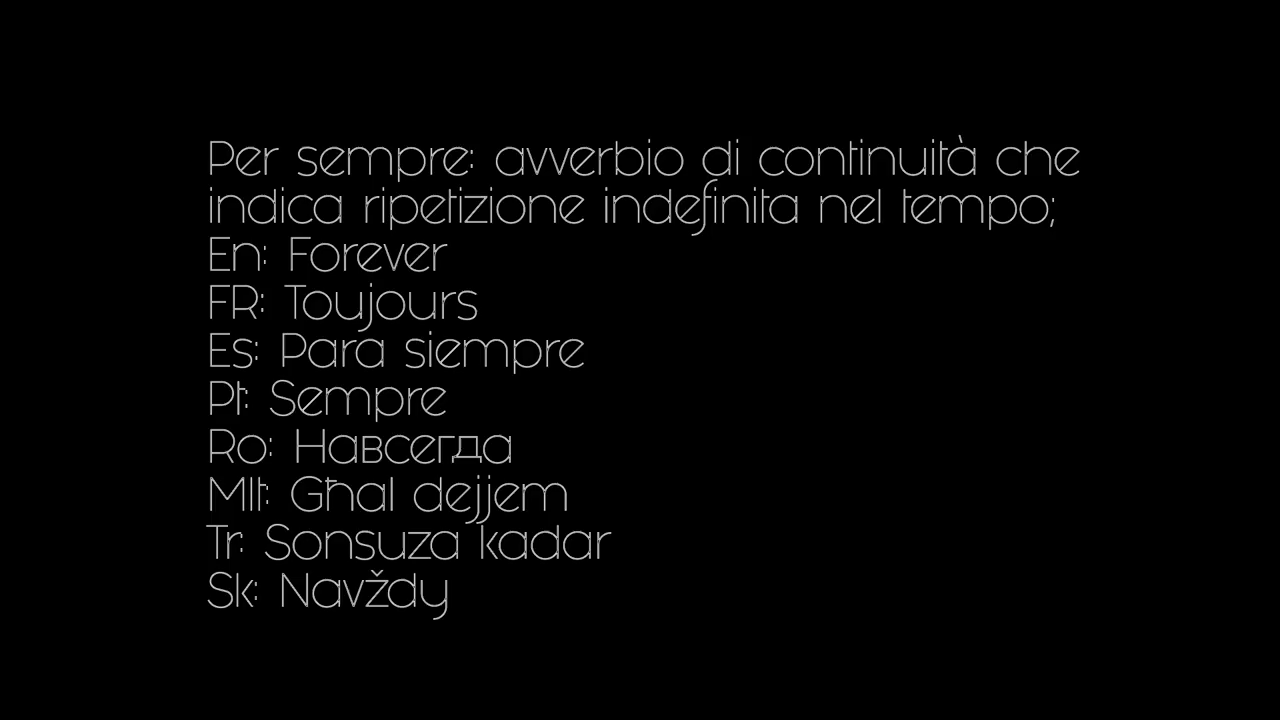 Per sempre: avverbio di continuità che
indica ripetizione indefinita nel tempo;
En: Forever
FR: Toujours
Es: Para siempre
Pt: Sempre
Ro: Навсегда
Mlt: Għal dejjem
Tr: Sonsuza kadar
Sk: Navždy